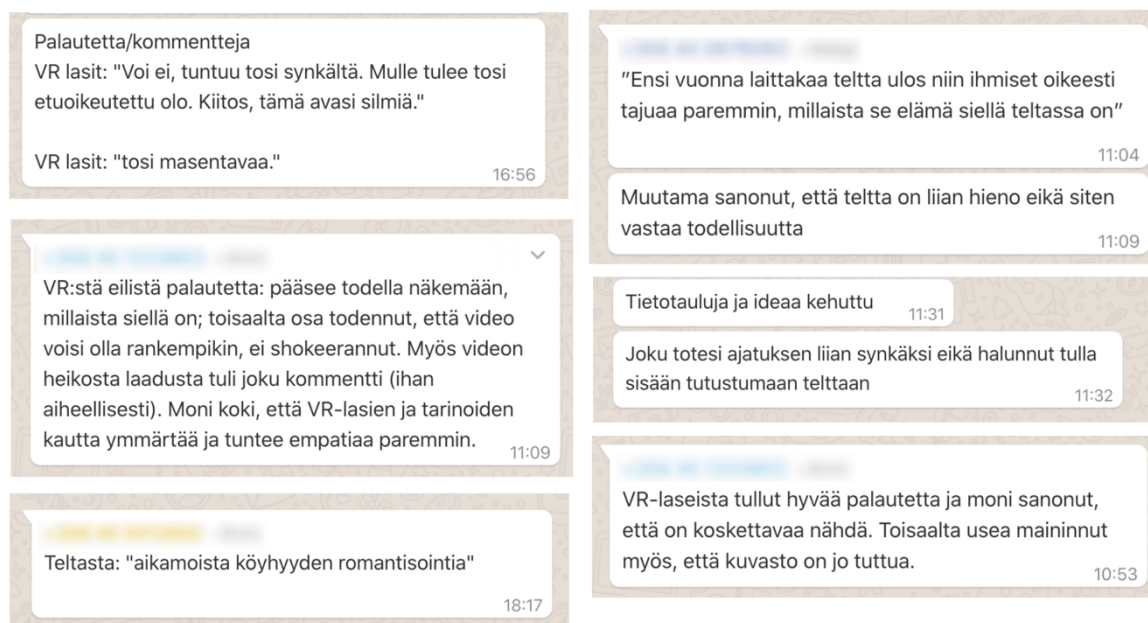 Palautetta/kommentteja
VR lasit: "Voi ei, tuntuu tosi synkältä. Mulle tulee tosi
etuoikeutettu olo. Kiitos, tämä avasi silmiä."
VR lasit: "tosi masentavaa."
16:56
VR:stä eilistä palautetta: pääsee todella näkemään,
millaista siellä on; toisaalta osa todennut, että video
voisi olla rankempikin, ei shokeerannut. Myös videon
heikosta laadusta tuli joku kommentti (ihan
aiheellisesti). Moni koki, että VR-lasien ja tarinoiden
kautta ymmärtää ja tuntee empatiaa paremmin.
11:09
Teltasta: "aikamoista köyhyyden romantisointia"
18:17
"Ensi vuonna laittakaa teltta ulos niin ihmiset oikeesti
tajuaa paremmin, millaista se elämä siellä teltassa on"
11:04
Muutama sanonut, että teltta on liian hieno eikä siten
vastaa todellisuutta
11:09
Tietotauluja ja ideaa kehuttu
11:31
Joku totesi ajatuksen liian synkäksi eikä halunnut tulla
sisään tutustumaan telttaan
11:32
VR-laseista tullut hyvää palautetta ja moni sanonut,
että on koskettavaa nähdä. Toisaalta usea maininnut
myös, että kuvasto on jo tuttua.
10:53